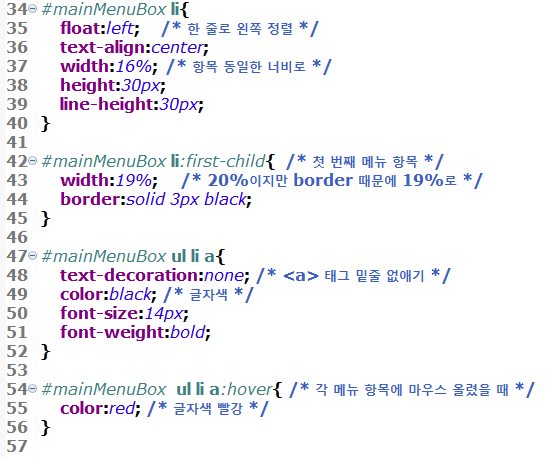 34 #mainMenuBox li{
35 float:left; /* 한 줄로 왼쪽 정렬 */
36 text-align:center;
37 width:16%; /* 항목 동일한 너비로 */
38 height:30px;
39 line-height:30px;
40 }
41
42 #mainMenuBox li:first-child{ /* 첫 번째 메뉴 항목 */
43 width:19%; /* 20%이지만 border 때문에 19%로 */
44 border:solid 3px black;
45 }
46
47 #mainMenuBox ul li a{
48 text-decoration:none; /* <a> 태그 밑줄 없애기 */
49 color:black; /* 글자색 */
50 font-size:14px;
51 font-weight:bold;
52 }
53
54 #mainMenuBox ul li a:hover{ /* 각 메뉴 항목에 마우스 올렸을 때 */
55 color:red; /* 글자색 빨강 */
56 }
57